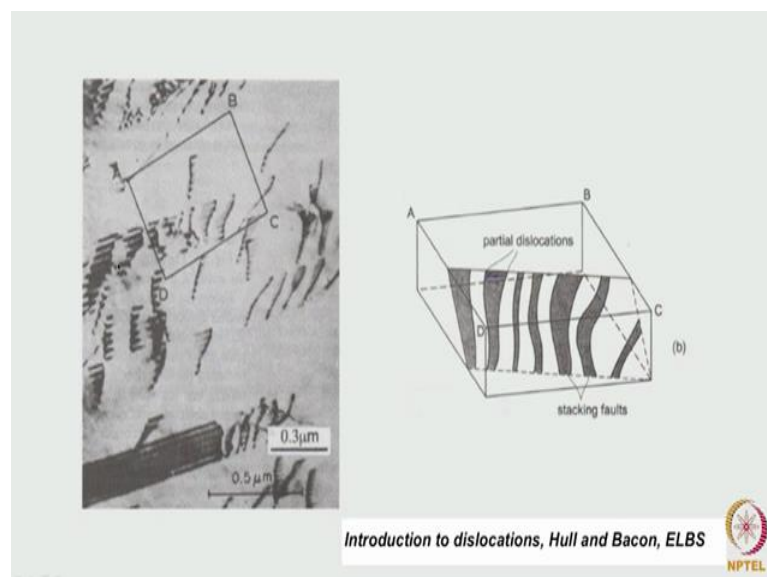 B
A
C
D
0.3μm
0.5μm
A
B
partial dislocations
D
C
(b)
stacking faults
Introduction to dislocations, Hull and Bacon, ELBS
NPTEL